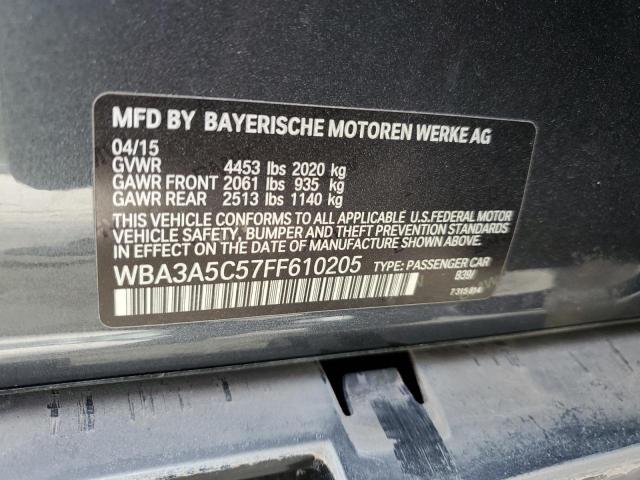 MFD BY BAYERISCHE MOTOREN WERKE AG
04/15
GVWR 4453 lbs 2020 kg
GAWR FRONT 2061 lbs 935 kg
GAWR REAR 2513 lbs 1140 kg
THIS VEHICLE CONFORMS TO ALL APPLICABLE U.S.FEDERAL MOTOR
VEHICLE SAFETY, BUMPER AND THEFT PREVENTION STANDARDS
IN EFFECT ON THE DATE OF MANUFACTURE SHOWN ABOVE.
WBA3A5C57FF610205 TYPE: PASSENGER CAR
B39/